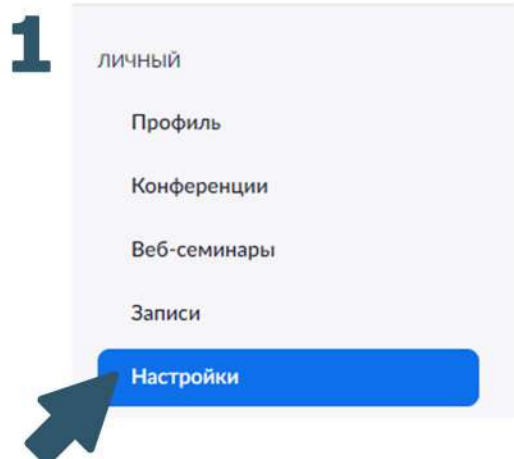 1
ЛИЧНЫЙ
Профиль
Конференции
Веб-семинары
Записи
Настройки